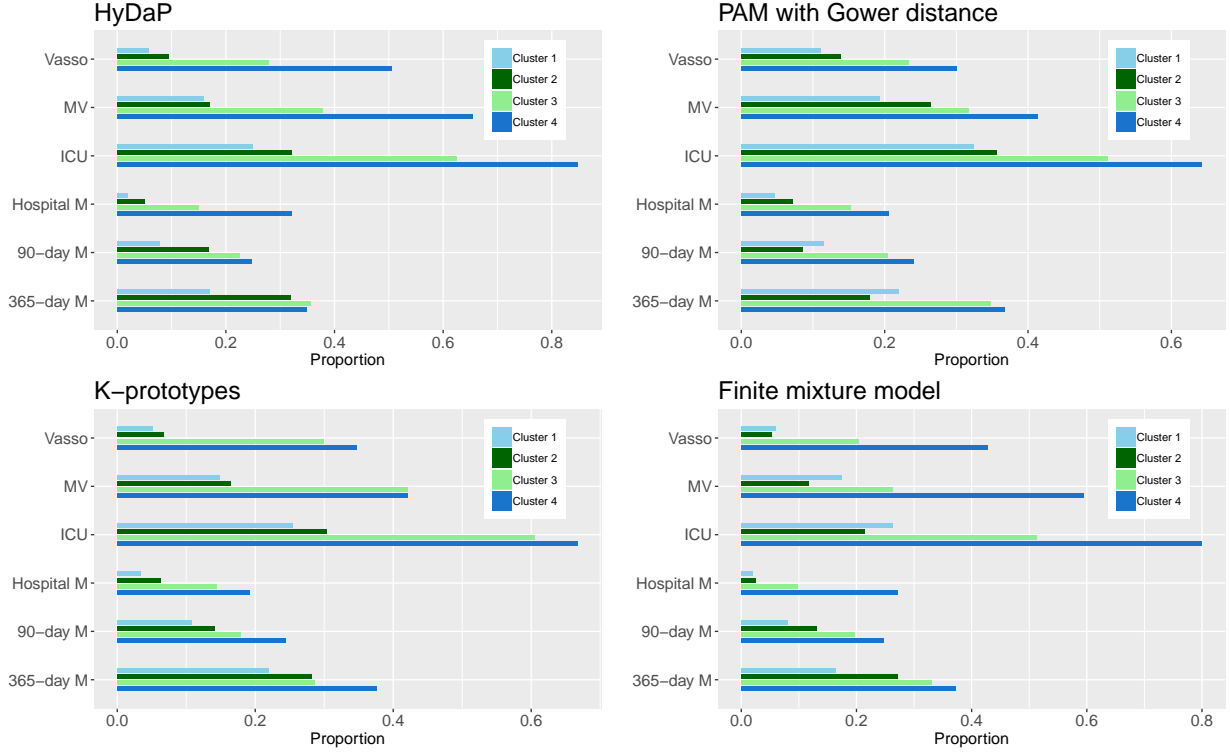 HyDaP
Vasso
MV
ICU
Hospital M
90−day M
365−day M
Cluster 1
Cluster 2
Cluster 3
Cluster 4
0.0 0.2 0.4 0.6 0.8
Proportion
PAM with Gower distance
Vasso
MV
ICU
Hospital M
90−day M
365−day M
Cluster 1
Cluster 2
Cluster 3
Cluster 4
0.0 0.2 0.4 0.6
Proportion
K−prototypes
Vasso
MV
ICU
Hospital M
90−day M
365−day M
Cluster 1
Cluster 2
Cluster 3
Cluster 4
0.0 0.2 0.4 0.6
Proportion
Finite mixture model
Vasso
MV
ICU
Hospital M
90−day M
365−day M
Cluster 1
Cluster 2
Cluster 3
Cluster 4
0.0 0.2 0.4 0.6 0.8
Proportion